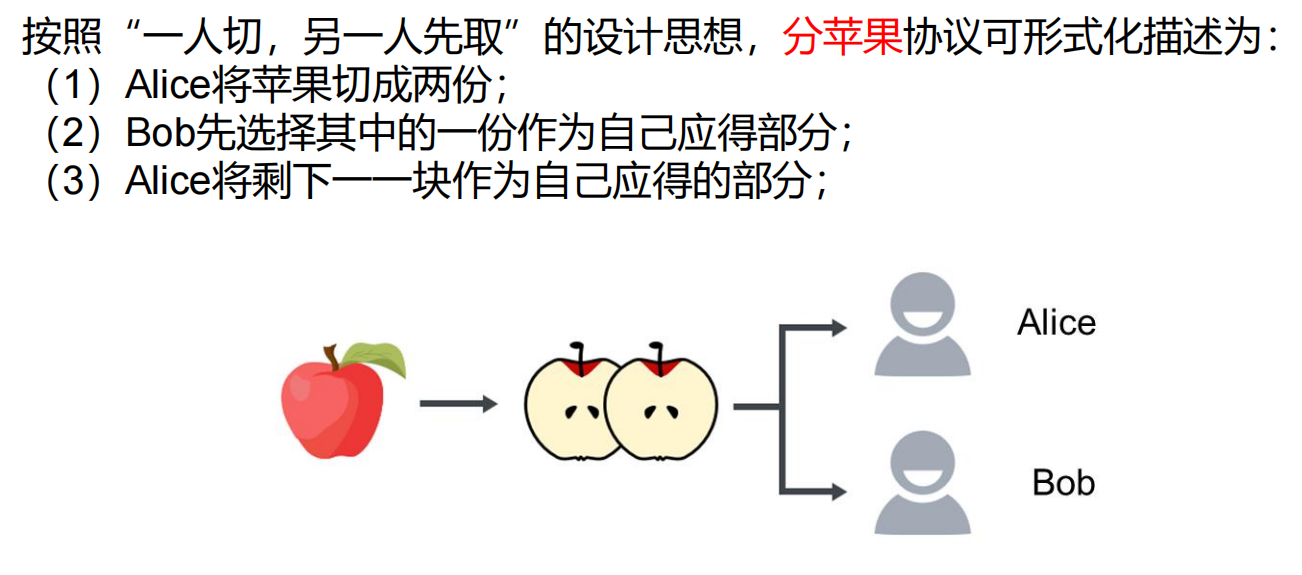 按照“一人切，另一人先取”的设计思想，分苹果协议可形式化描述为：
（1）Alice将苹果切成两份；
（2）Bob先选择其中的一份作为自己应得部分；
（3）Alice将剩下一一块作为自己应得的部分；
Alice
Bob